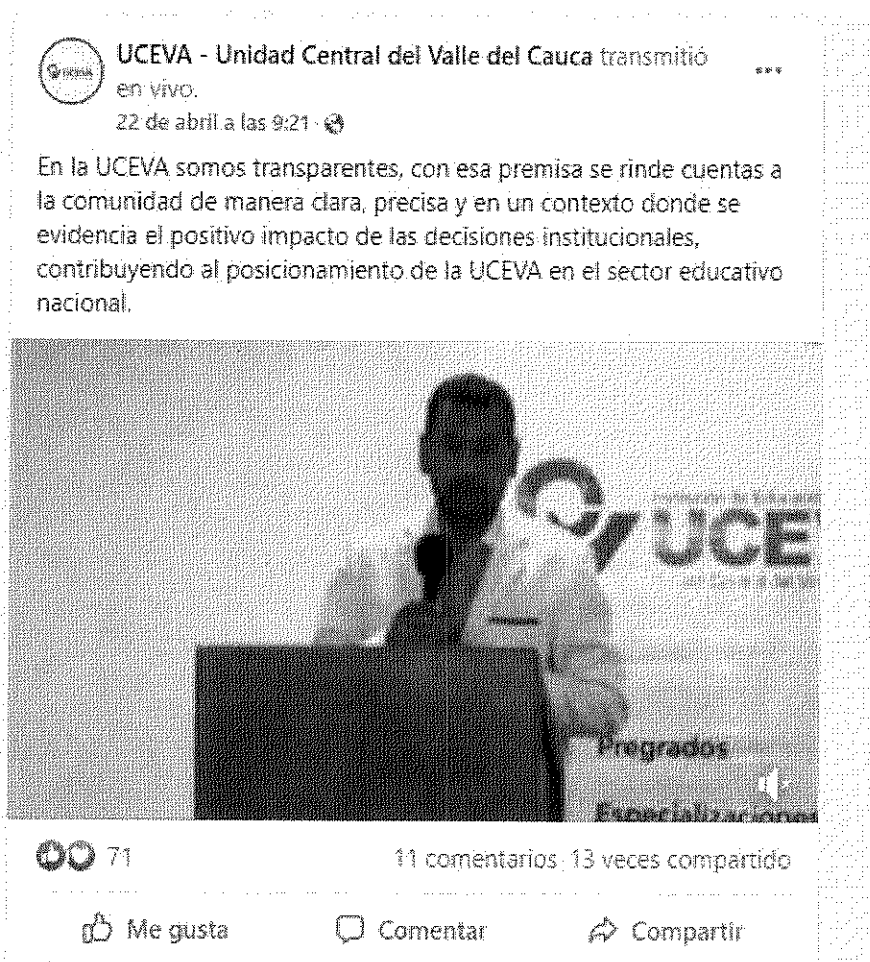 UCEVA - Unidad Central del Valle del Cauca transmitió
en vivo.
22 de abril a las 9:21 ·
En la UCEVA somos transparentes, con esa premisa se rinde cuentas a
la comunidad de manera clara, precisa y en un contexto donde se
evidencia el positivo impacto de las decisiones institucionales,
contribuyendo al posicionamiento de la UCEVA en el sector educativo
nacional.
UCE
Pregrados
Especializaciones
71
11 comentarios 13 veces compartido
Me gusta
Comentar
Compartir